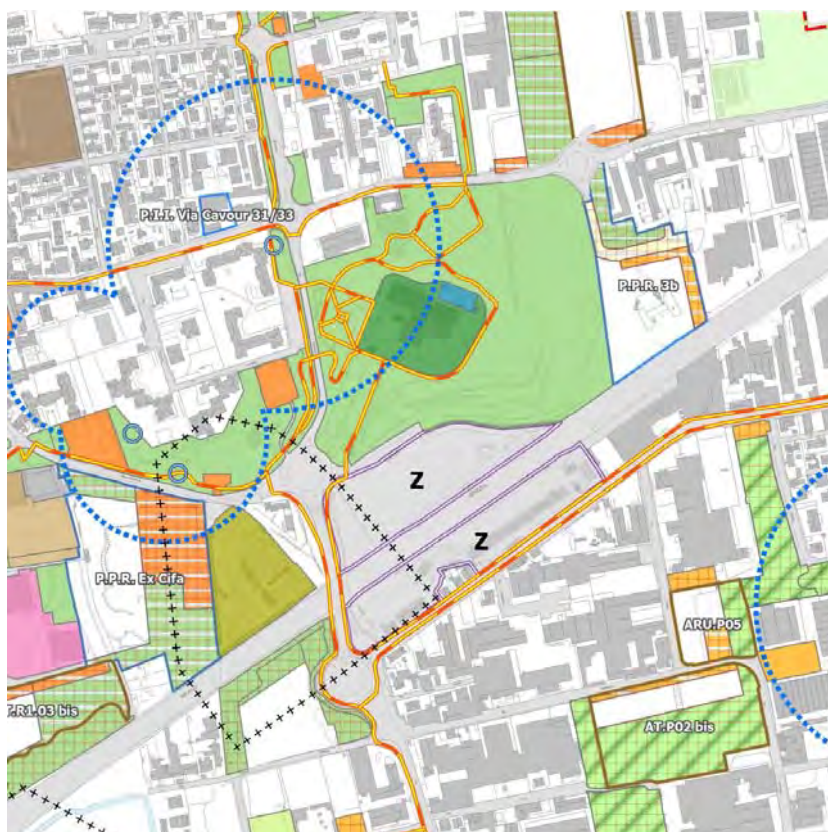 P.I.I. Via Cavour 31/33
P.P.R. 3b
Z
Z
P.P.R. Ex Cifa
ARU.P05
.R1.03 bis
AT.P02 bis